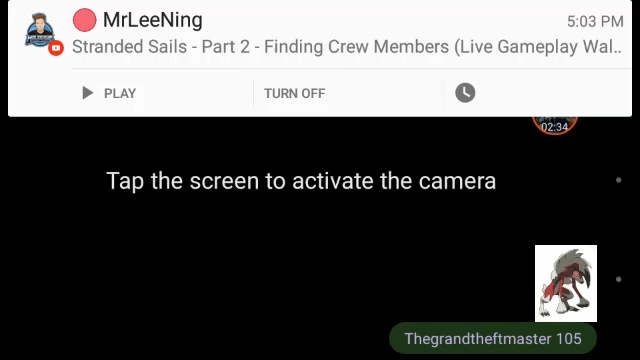 MrLeeNing
5:03 PM
Stranded Sails - Part 2 - Finding Crew Members (Live Gameplay Wal..
PLAY
TURN OFF
02:34
Tap the screen to activate the camera
Thegrandtheftmaster 105